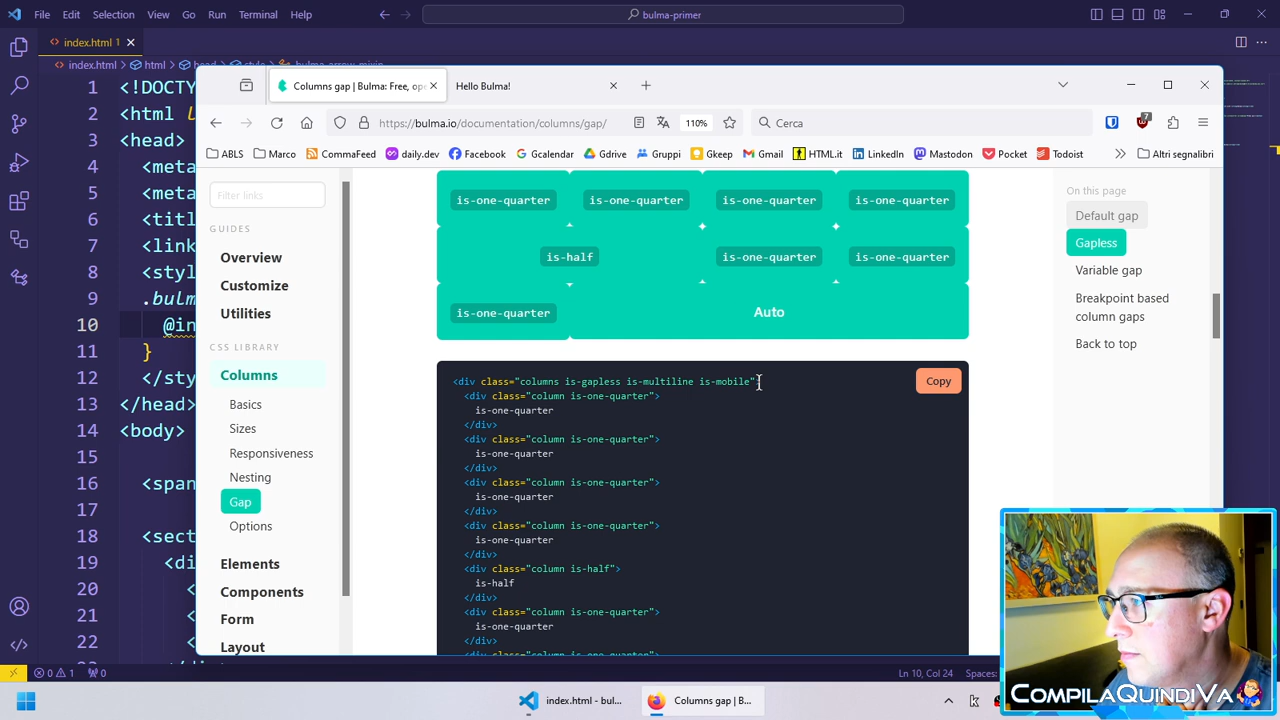 File Edit Selection View Go Run Terminal Help
bulma-primer
index.html 1
index.html html head style bulma-arrow-mixin
1 <!DOCTY
2 <html l
3 <head>
4 <meta
5 <meta
6 <titl
7 <link
8 <styl
9 .bulm
10 @in
11 }
12 </sty
13 </head>
14 <body>
15
16 <span
17
18 <sect
19 <di
20 <
21 <
22 <
Columns gap | Bulma: Free, ope
Hello Bulma!
https://bulma.io/documentation/columns/gap/
110%
Cerca
7
ABLS Marco CommaFeed daily.dev Facebook Gcalendar Gdrive Gruppi Gkeep Gmail HTML.it LinkedIn Mastodon Pocket Todoist Altri segnalibri
Filter links
GUIDES
Overview
Customize
Utilities
CSS LIBRARY
Columns
Basics
Sizes
Responsiveness
Nesting
Gap
Options
Elements
Components
Form
Layout
is-one-quarter is-one-quarter is-one-quarter is-one-quarter
is-half is-one-quarter is-one-quarter
is-one-quarter Auto
Copy
<div class="columns is-gapless is-multiline is-mobile">
<div class="column is-one-quarter">
is-one-quarter
</div>
<div class="column is-one-quarter">
is-one-quarter
</div>
<div class="column is-one-quarter">
is-one-quarter
</div>
<div class="column is-one-quarter">
is-one-quarter
</div>
<div class="column is-half">
is-half
</div>
<div class="column is-one-quarter">
is-one-quarter
</div>
On this page
Default gap
Gapless
Variable gap
Breakpoint based
column gaps
Back to top
0 1 0
Ln 10, Col 24 Spaces:
index.html - bul...
Columns gap | B...
COMPILAQUINDIVA